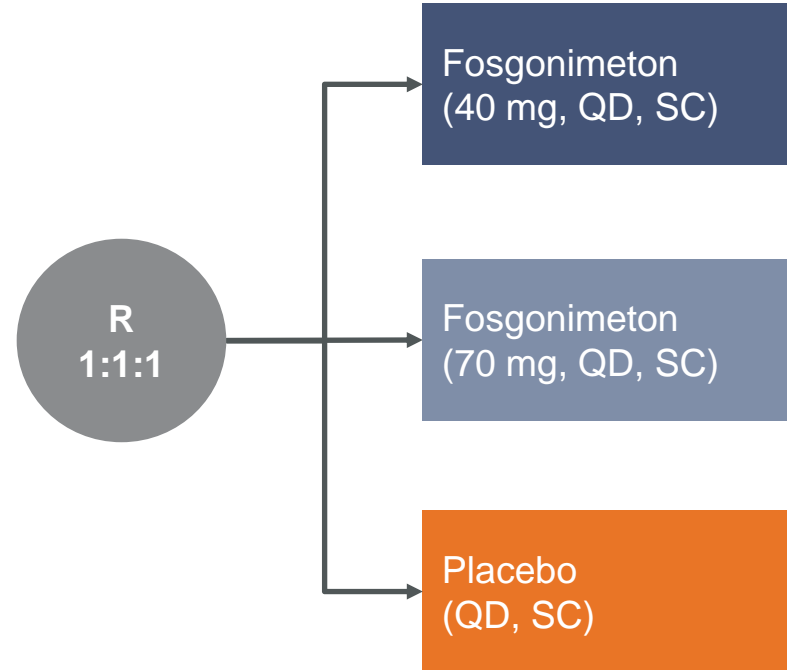 R
1:1:1
Fosgonimeton
(40 mg, QD, SC)
Fosgonimeton
(70 mg, QD, SC)
Placebo
(QD, SC)